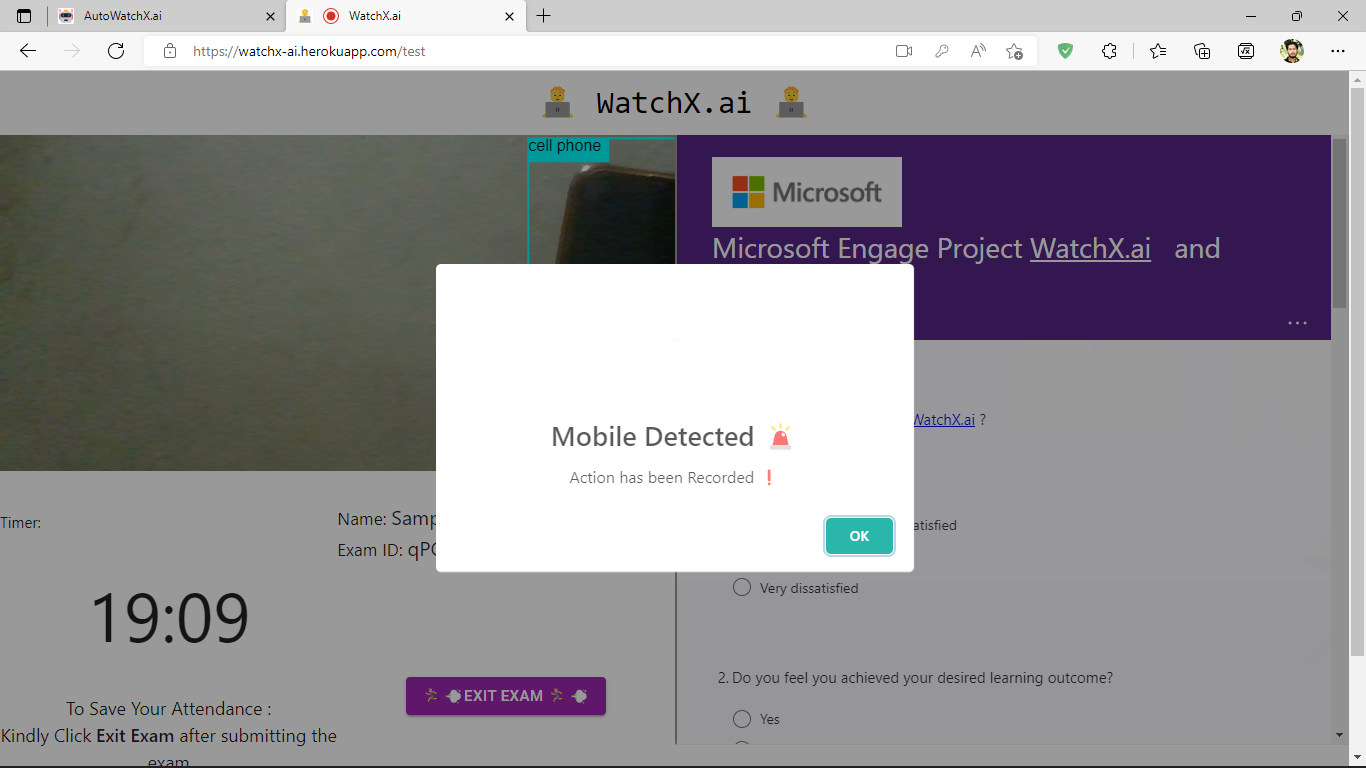 AutoWatchX.ai
WatchX.ai
https://watchx-ai.herokuapp.com/test
WatchX.ai
cell phone
Microsoft
Microsoft Engage Project WatchX.ai and
Mobile Detected
Action has been Recorded ❗
OK
WatchX.ai ?
Very dissatisfied
2. Do you feel you achieved your desired learning outcome?
Yes
Timer:
19:09
Name: Samp
Exam ID: qP
EXIT EXAM
To Save Your Attendance :
Kindly Click Exit Exam after submitting the
exam